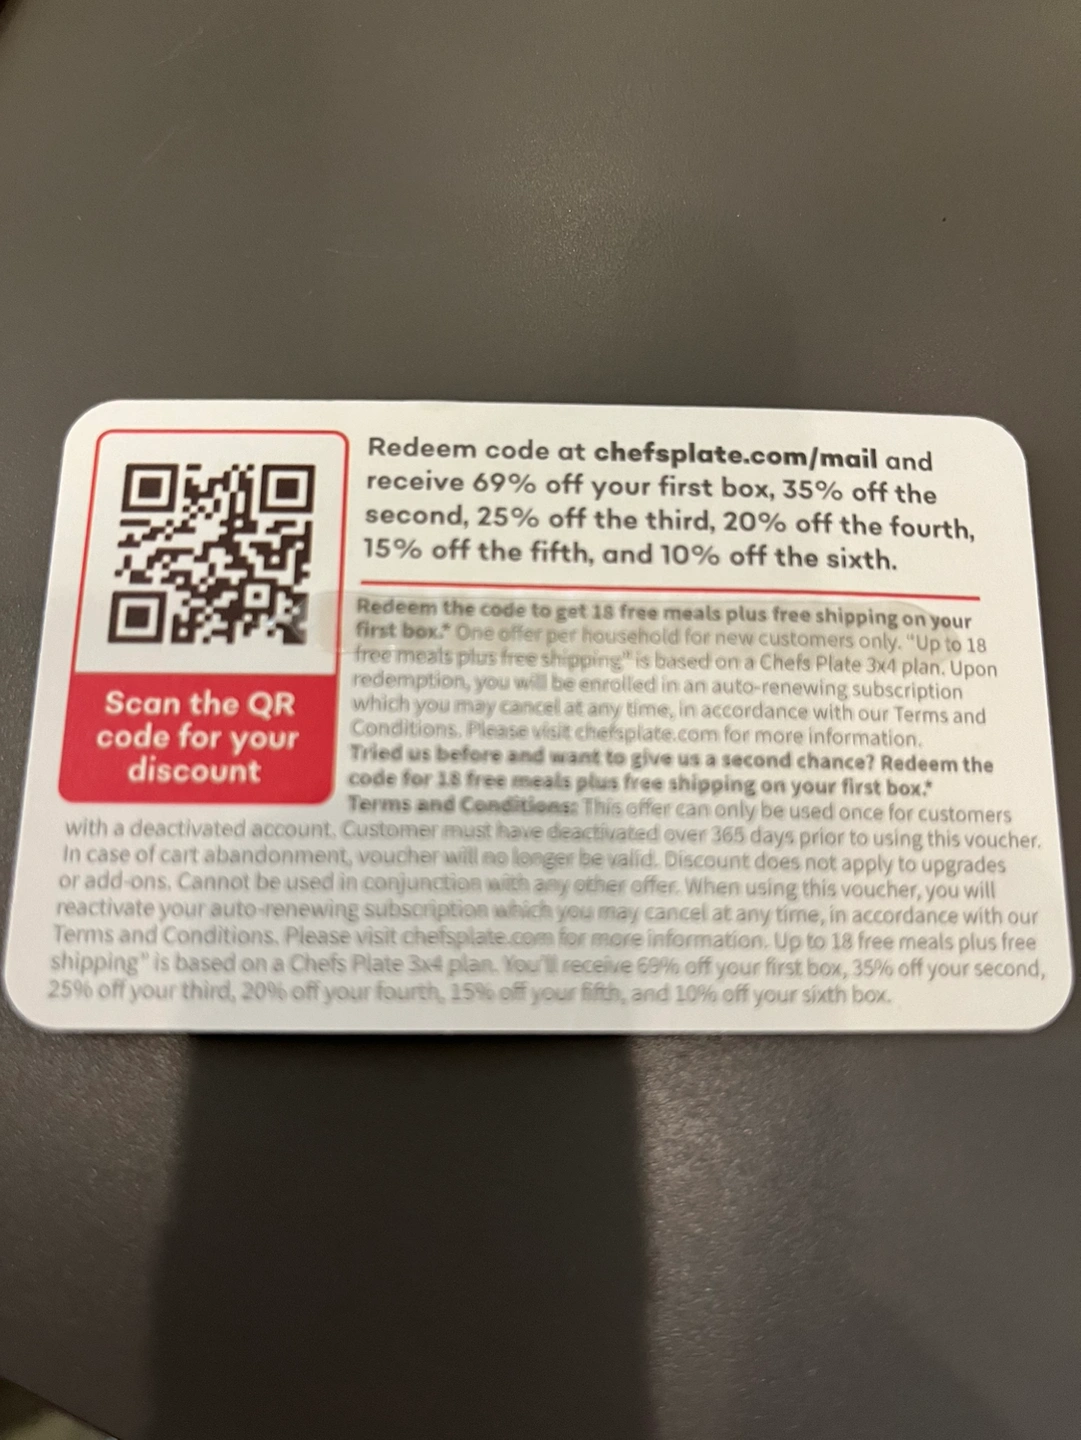 Redeem code at chefsplate.com/mail and
receive 69% off your first box, 35% off the
second, 25% off the third, 20% off the fourth,
15% off the fifth, and 10% off the sixth.
Scan the QR
code for your
discount
Redeem the code to get 18 free meals plus free shipping on your
first box.* One offer per household for new customers only. "Up to 18
free meals plus free shipping" is based on a Chefs Plate 3x4 plan. Upon
redemption, you will be enrolled in an auto-renewing subscription
which you may cancel at any time, in accordance with our Terms and
Conditions. Please visit chefsplate.com for more information.
Tried us before and want to give us a second chance? Redeem the
code for 18 free meals plus free shipping on your first box.*
Terms and Conditions: This offer can only be used once for customers
with a deactivated account. Customer must have deactivated over 365 days prior to using this voucher.
In case of cart abandonment, voucher will no longer be valid. Discount does not apply to upgrades
or add-ons. Cannot be used in conjunction with any other offer. When using this voucher, you will
reactivate your auto-renewing subscription which you may cancel at any time, in accordance with our
Terms and Conditions. Please visit chefsplate.com for more information. Up to 18 free meals plus free
shipping" is based on a Chefs Plate 3x4 plan. You'll receive 69% off your first box, 35% off your second,
25% off your third, 20% off your fourth, 15% off your fifth, and 10% off your sixth box.